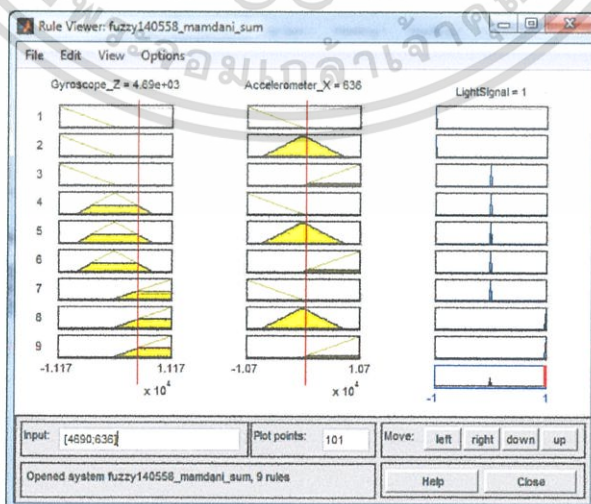 Rule Viewer: fuzzy140558_mamdani_sum
File Edit View Options
Gyroscope_Z = 4.69e+03
Accelerometer_X = 636
LightSignal = 1
1
2
3
4
5
6
7
8
9
-1.117 1.117
x 10⁴
-1.07 1.07
x 10⁴
-1 1
Input: [4690;636]
Plot points: 101
Move: left right down up
Opened system fuzzy140558_mamdani_sum, 9 rules
Help Close